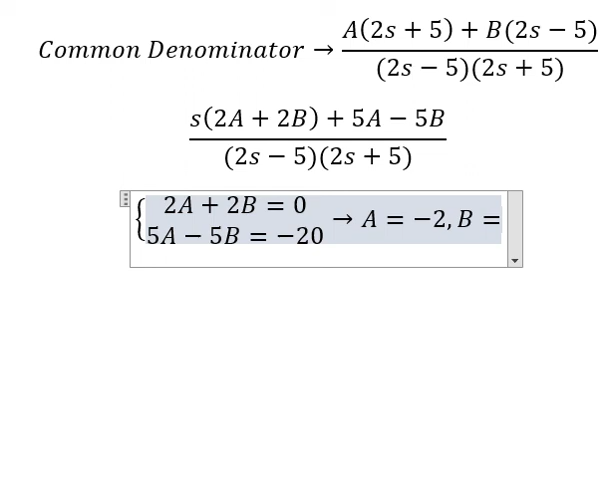 Common Denominator → A(2s + 5) + B(2s − 5) / (2s − 5)(2s + 5)
s(2A + 2B) + 5A − 5B / (2s − 5)(2s + 5)
{ 2A + 2B = 0
5A − 5B = −20 → A = −2, B =